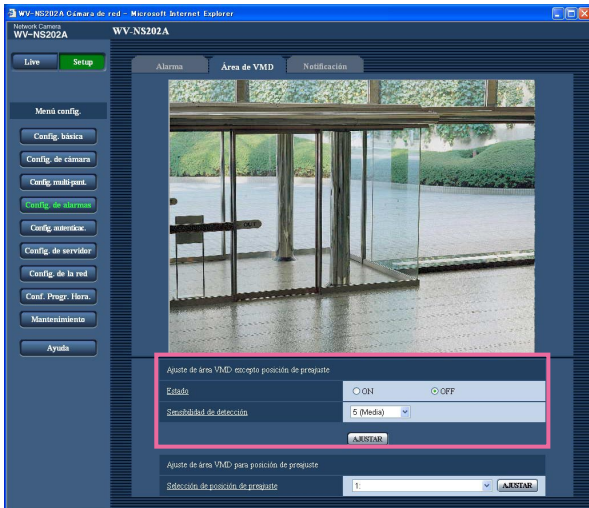 WV-NS202A Cámara de red - Microsoft Internet Explorer
Network Camera
WV-NS202A
WV-NS202A
Live
Setup
Alarma
Área de VMD
Notificación
Menú config.
Config. básica
Config. de cámara
Config. multi-pant.
Config. de alarmas
Config. autenticac.
Config. de servidor
Config. de la red
Conf. Progr. Hora.
Mantenimiento
Ayuda
Ajuste de área VMD excepto posición de preajuste
Estado
ON
OFF
Sensibilidad de detección
5 (Media)
AJUSTAR
Ajuste de área VMD para posición de preajuste
Selección de posición de preajuste
1:
AJUSTAR